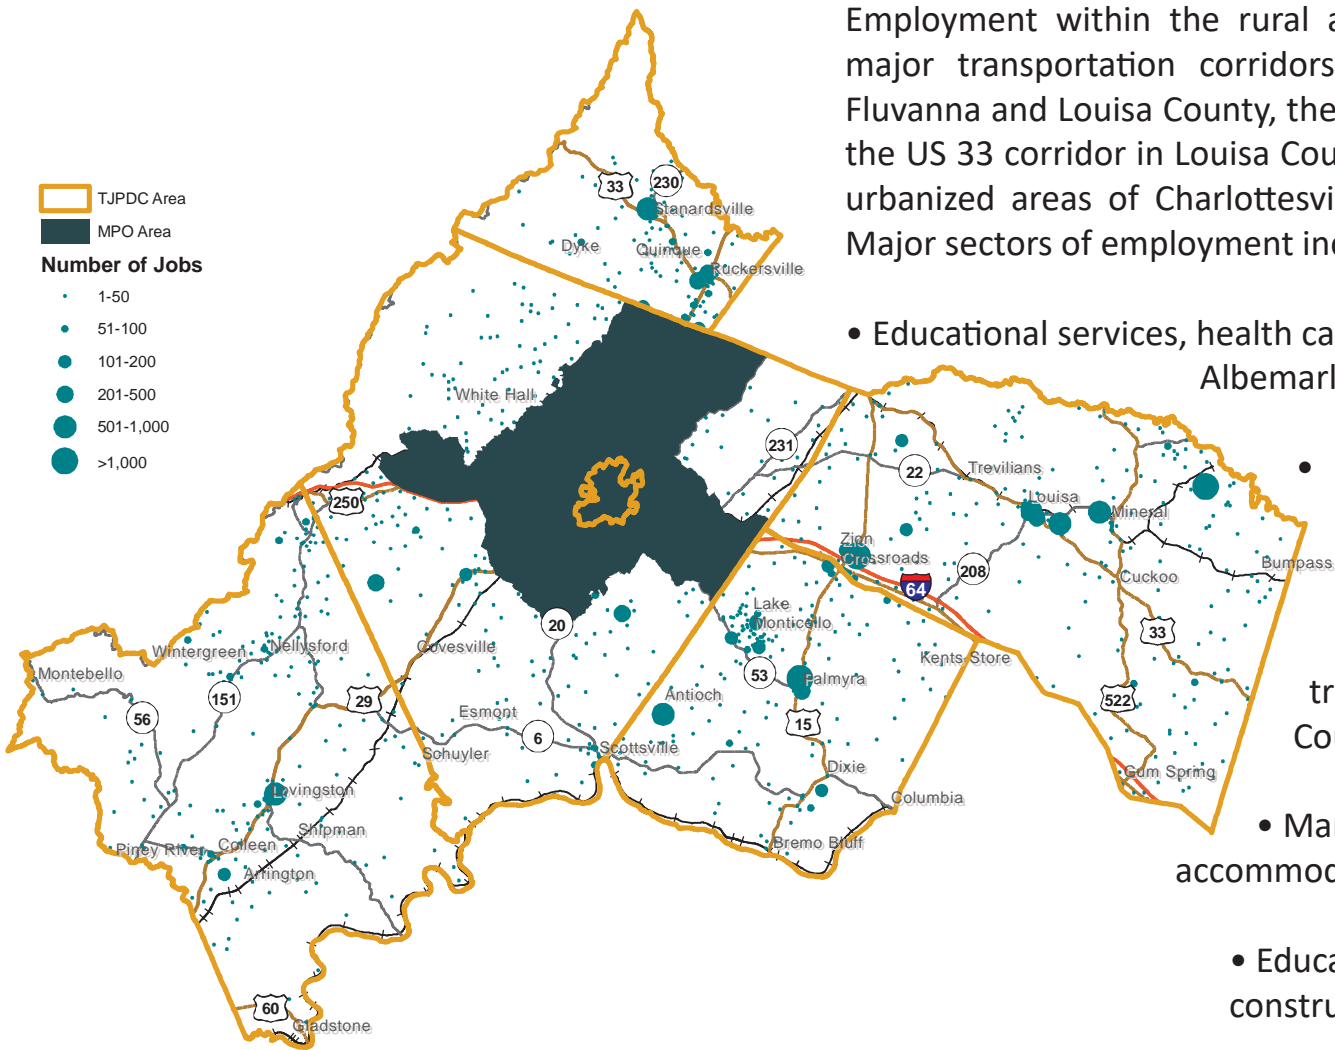 Employment within the rural a
major transportation corridors
Fluvanna and Louisa County, the
the US 33 corridor in Louisa Cou
urbanized areas of Charlottesvi
Major sectors of employment inc
• Educational services, health ca
Albemarl
•
tr
Cou
• Ma
accommod
• Educa
constru
TJPDC Area
MPO Area
Number of Jobs
1-50
51-100
101-200
201-500
501-1,000
>1,000
33
230
Stanardsville
Dyke
Quinque
Ruckersville
White Hall
231
22
Trevilians
250
Louisa
Mineral
Zion
Crossroads
208
64
Bumpass
Cuckoo
20
Lake
Monticello
33
Wintergreen
Nellysford
Covesville
Kents Store
Montebello
53
Palmyra
151
29
Antioch
522
56
Esmont
15
6
Scottsville
Schuyler
Dixie
Gum Spring
Lovingston
Columbia
Shipman
Bremo Bluff
Piney River
Colleen
Arrington
60
Gladstone